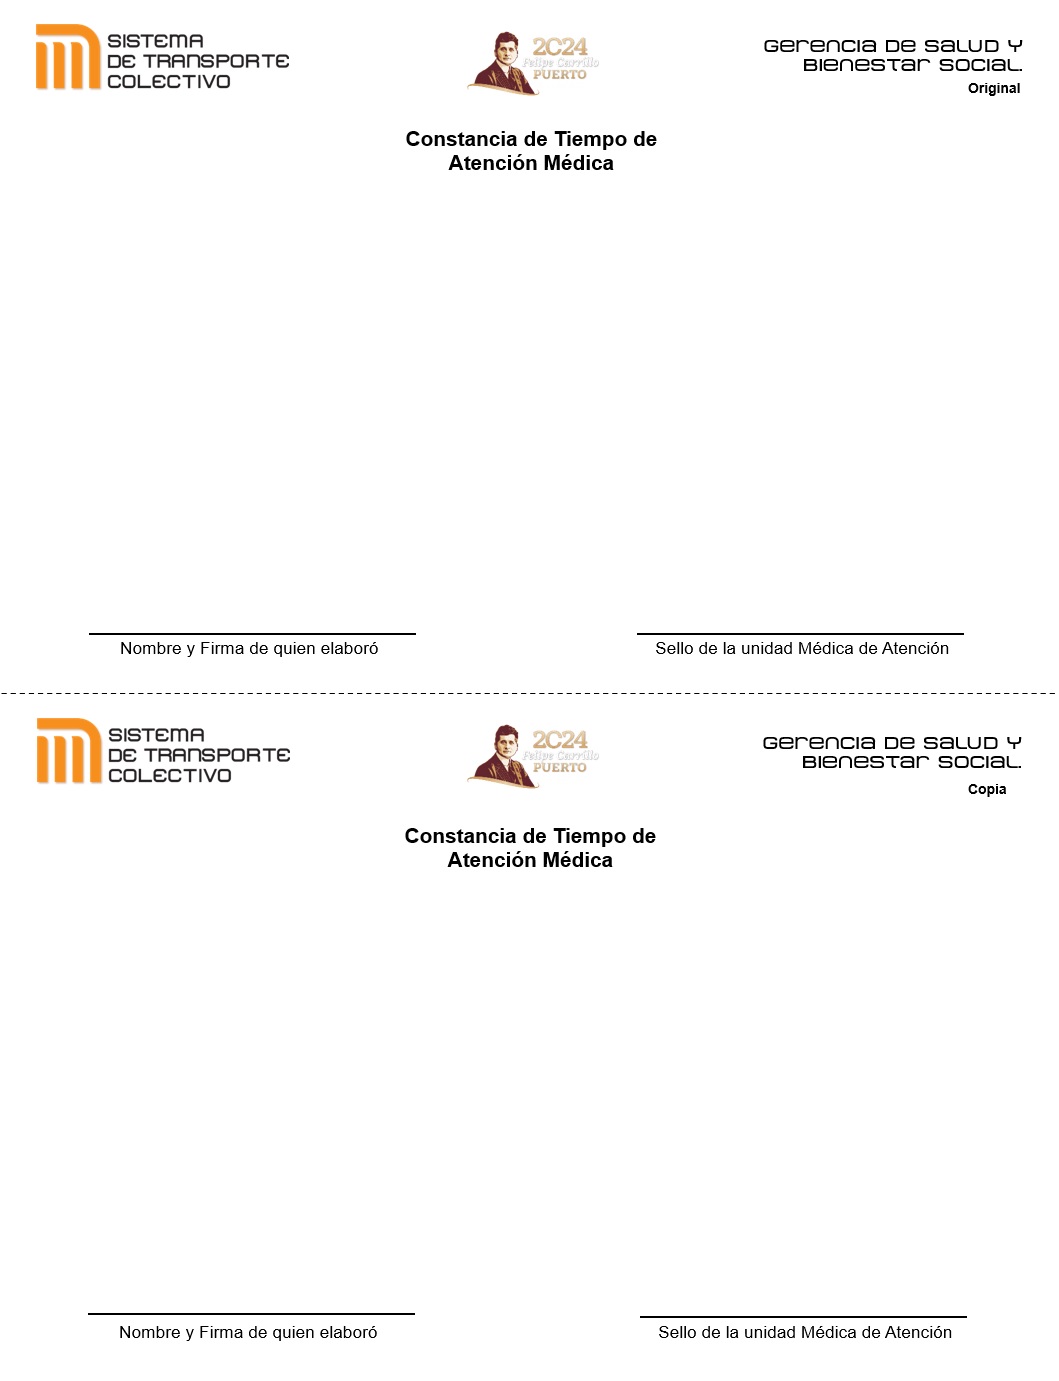 SISTEMA
DE TRANSPORTE
COLECTIVO
2024
Felipe Carrillo
PUERTO
GERENCIA DE SALUD Y
BIENESTAR SOCIAL.
Original
Constancia de Tiempo de
Atención Médica
Nombre y Firma de quien elaboró
Sello de la unidad Médica de Atención
SISTEMA
DE TRANSPORTE
COLECTIVO
2024
Felipe Carrillo
PUERTO
GERENCIA DE SALUD Y
BIENESTAR SOCIAL.
Copia
Constancia de Tiempo de
Atención Médica
Nombre y Firma de quien elaboró
Sello de la unidad Médica de Atención